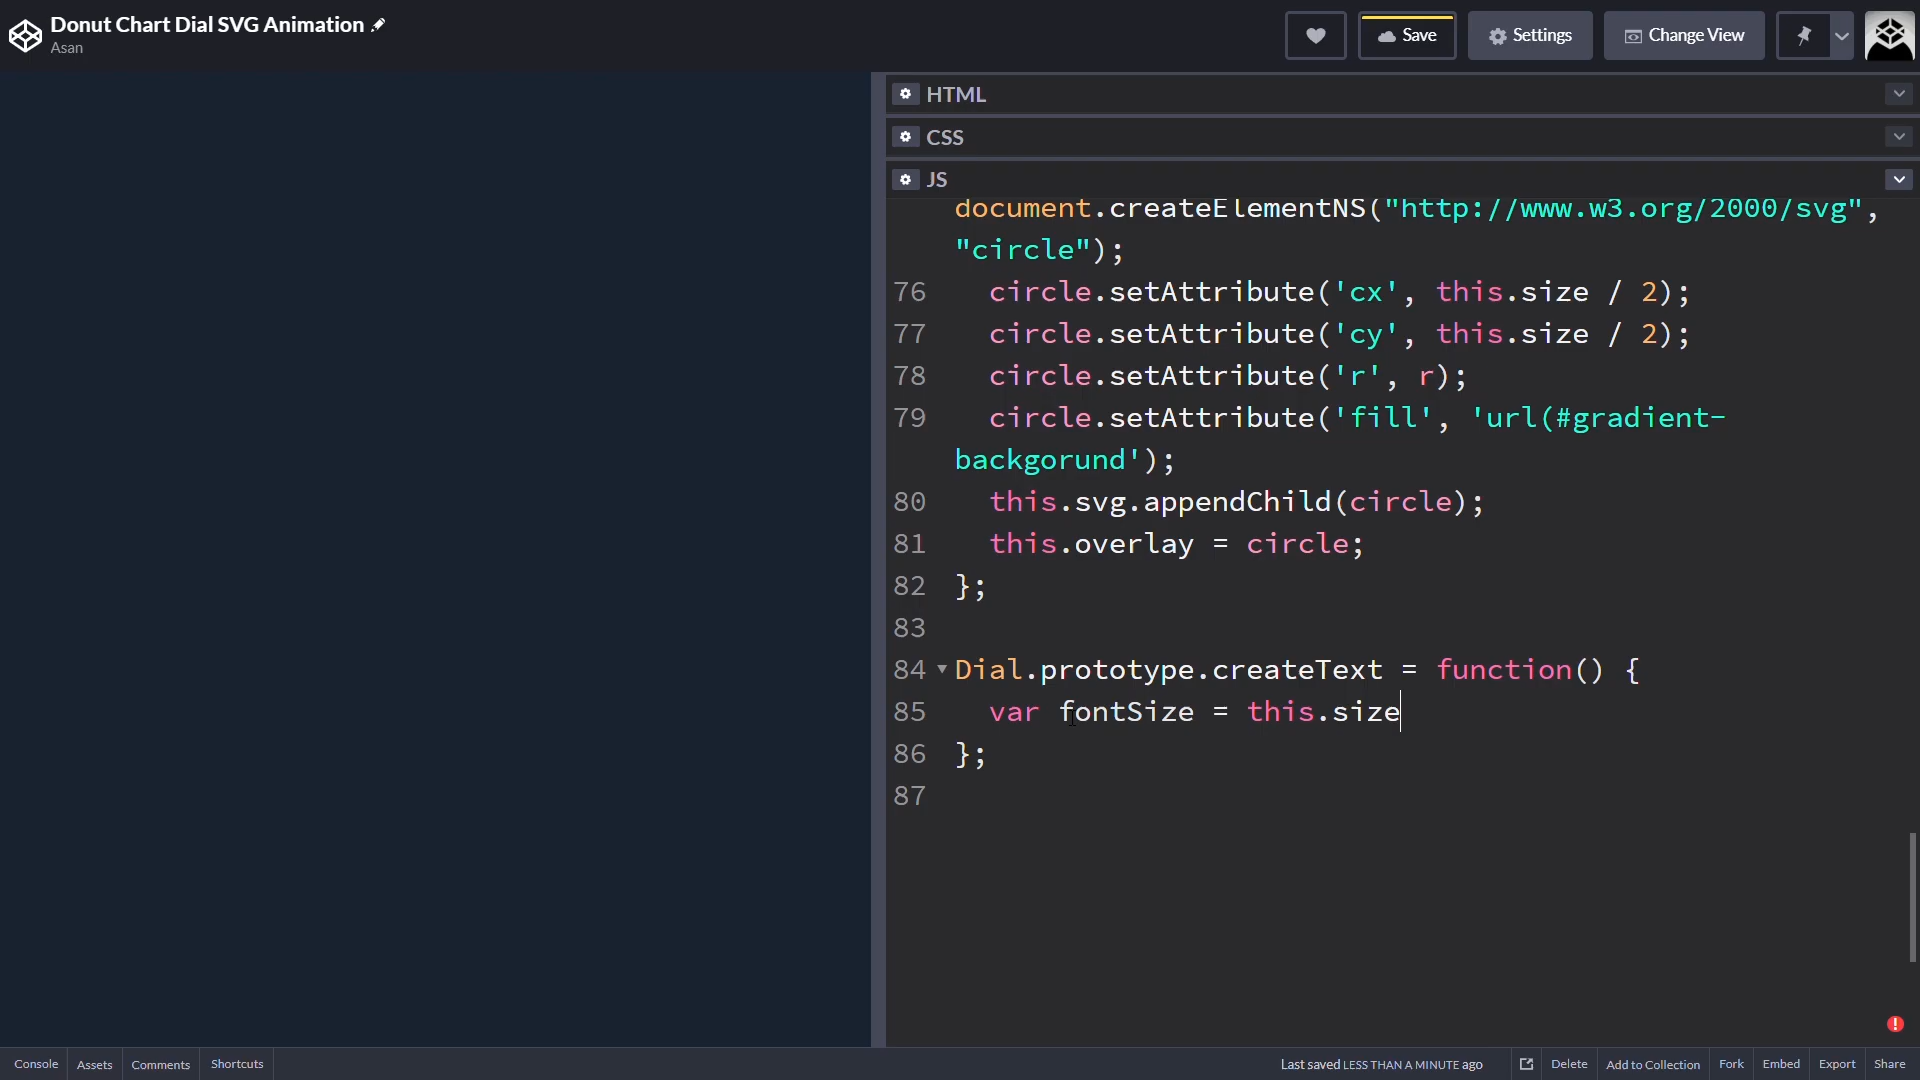 Donut Chart Dial SVG Animation
Asan
Save
Settings
Change View
HTML
CSS
JS
document.createElementNS("http://www.w3.org/2000/svg",
"circle");
76 circle.setAttribute('cx', this.size / 2);
77 circle.setAttribute('cy', this.size / 2);
78 circle.setAttribute('r', r);
79 circle.setAttribute('fill', 'url(#gradient-
backgorund');
80 this.svg.appendChild(circle);
81 this.overlay = circle;
82 };
83
84 Dial.prototype.createText = function() {
85 var fontSize = this.size
86 };
87
Console Assets Comments Shortcuts Last saved LESS THAN A MINUTE ago Delete Add to Collection Fork Embed Export Share